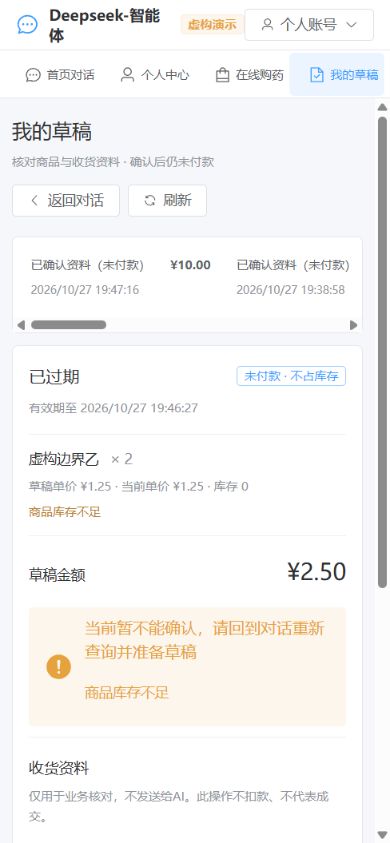 Deepseek-智能
体
虚构演示
个人账号
首页对话
个人中心
在线购药
我的草稿
我的草稿
核对商品与收货资料 · 确认后仍未付款
返回对话
刷新
已确认资料（未付款） ¥10.00 已确认资料（未付款）
2026/10/27 19:47:16 2026/10/27 19:38:58
已过期
未付款 · 不占库存
有效期至 2026/10/27 19:46:27
虚构边界乙 × 2
草稿单价 ¥1.25 · 当前单价 ¥1.25 · 库存 0
商品库存不足
草稿金额 ¥2.50
当前暂不能确认，请回到对话重新
查询并准备草稿
商品库存不足
收货资料
仅用于业务核对，不发送给AI。此操作不扣款、不代表成
交。